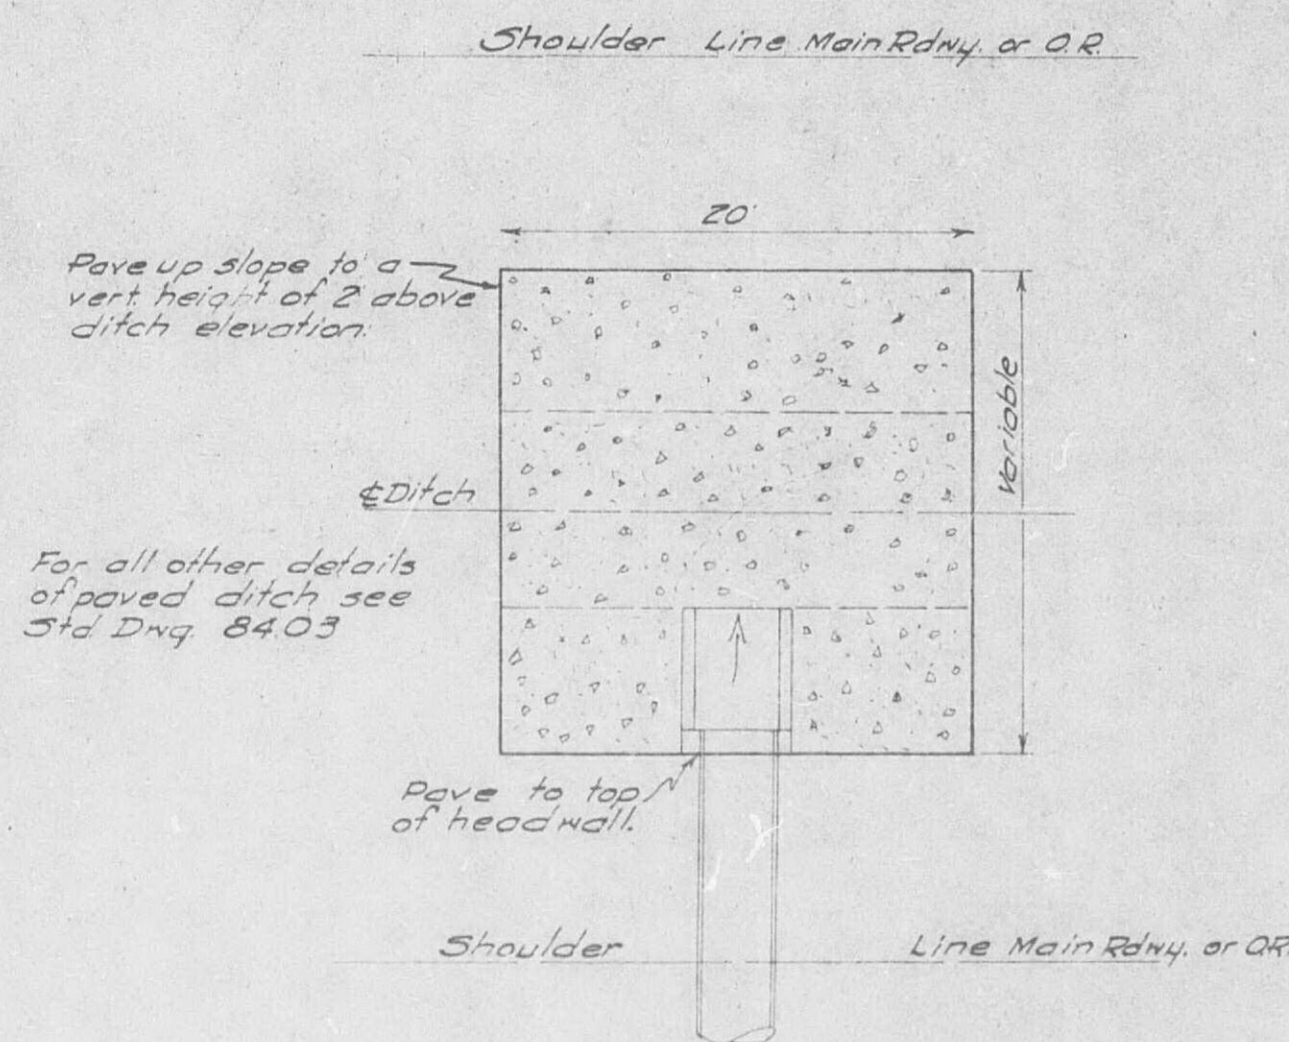 Shoulder Line Main Rdwy. or O.R.
20'
Pave up slope to a
vert. height of 2' above
ditch elevation.
Variable
℄ Ditch
For all other details
of paved ditch see
Std Drwg. 84.03
Pave to top
of headwall.
Shoulder Line Main Rdwy. or O.R.